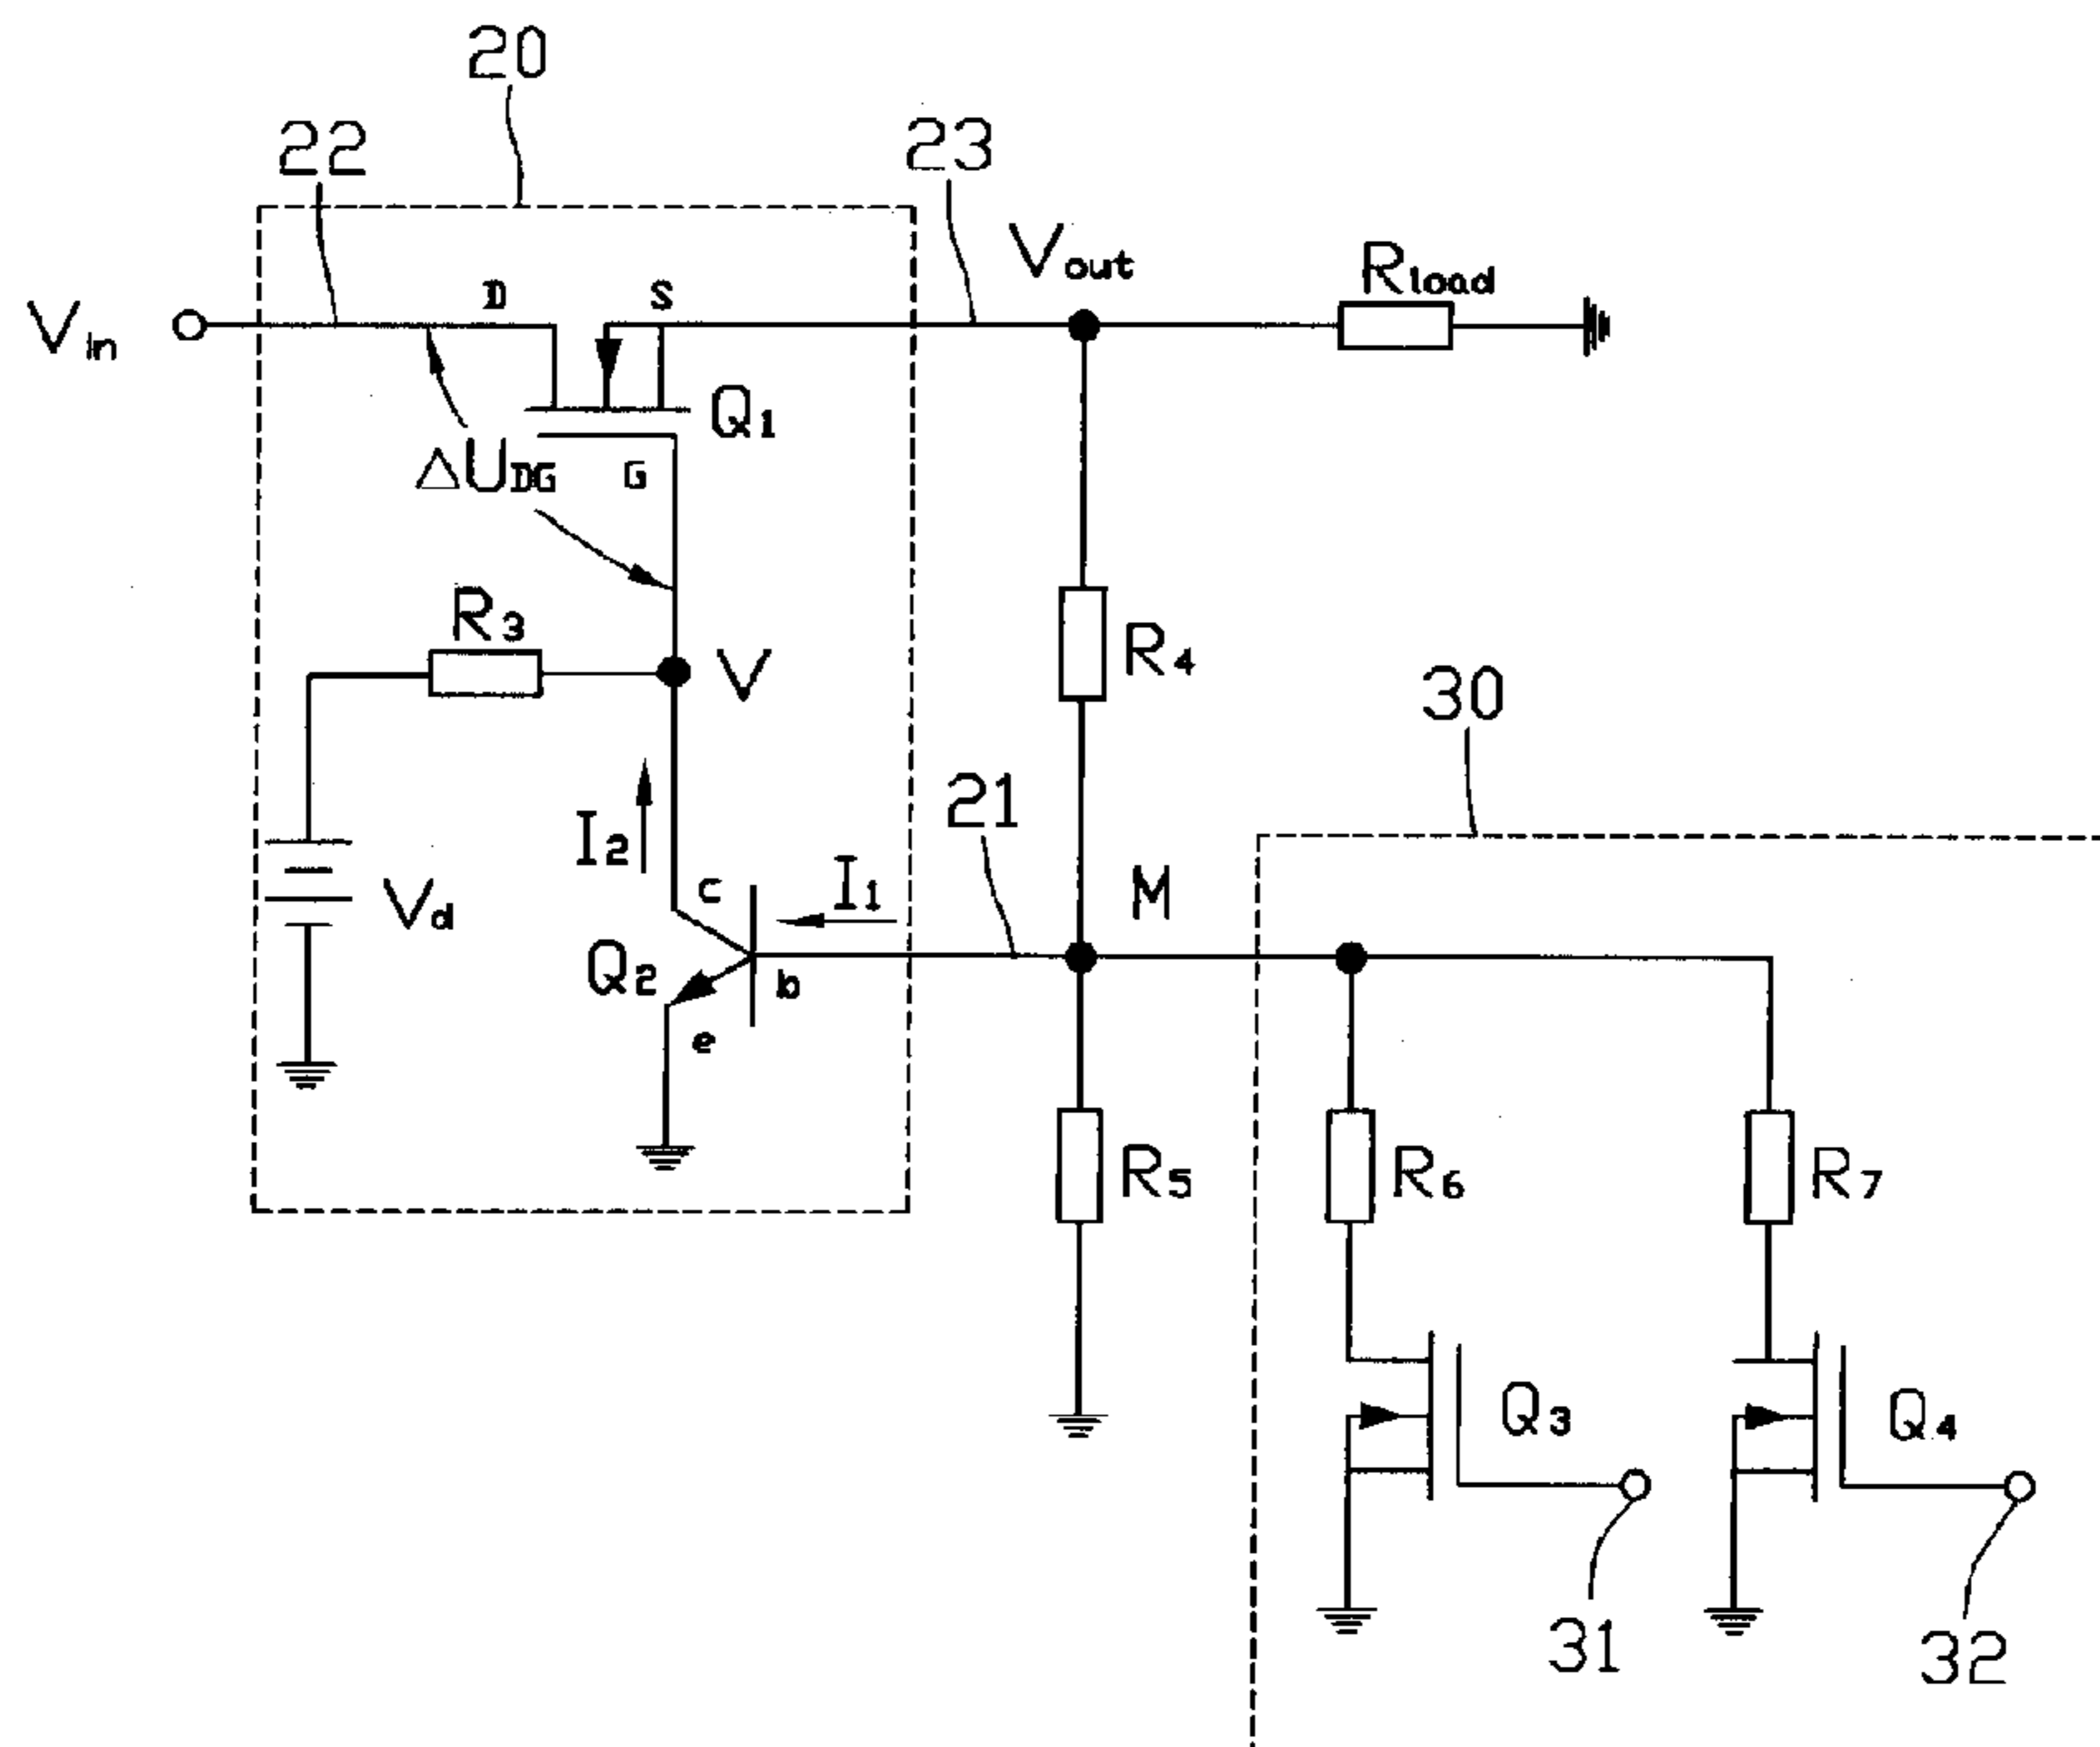 20
22
23
Vout
Rload
D
S
Vin
Q1
ΔUDG
G
R3
V
R4
30
21
I2
I1
M
c
Vd
Q2
b
e
R5
R6
R7
Q3
Q4
31
32